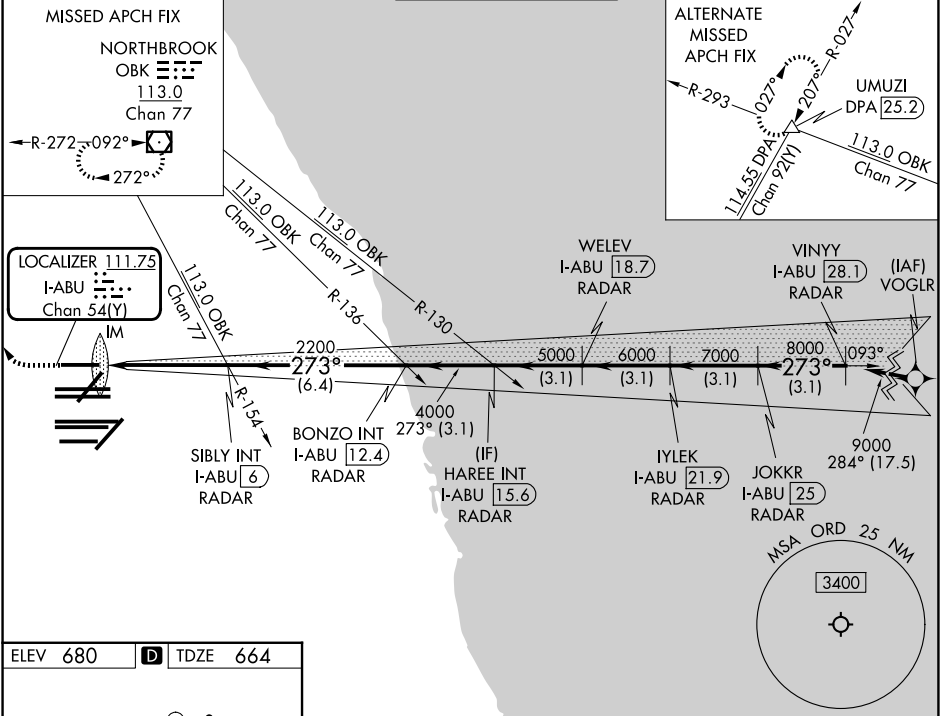 MISSED APCH FIX
NORTHBROOK
OBK
113.0
Chan 77
R-272
092°
272°
ALTERNATE
MISSED
APCH FIX
R-027
R-293
027°
207°
UMUZI
DPA 25.2
114.55 DPA
Chan 92(Y)
113.0 OBK
Chan 77
113.0 OBK
Chan 77
113.0 OBK
Chan 77
113.0 OBK
Chan 77
R-136
R-130
R-154
LOCALIZER 111.75
I-ABU
Chan 54(Y)
IM
WELEV
I-ABU 18.7
RADAR
VINYY
I-ABU 28.1
RADAR
(IAF)
VOGLR
2200
273°
(6.4)
5000
(3.1)
6000
(3.1)
7000
(3.1)
8000
273°
(3.1)
093°
4000
273° (3.1)
9000
284° (17.5)
SIBLY INT
I-ABU 6
RADAR
BONZO INT
I-ABU 12.4
RADAR
(IF)
HAREE INT
I-ABU 15.6
RADAR
IYLEK
I-ABU 21.9
RADAR
JOKKR
I-ABU 25
RADAR
MSA ORD 25 NM
3400
ELEV 680
D
TDZE 664